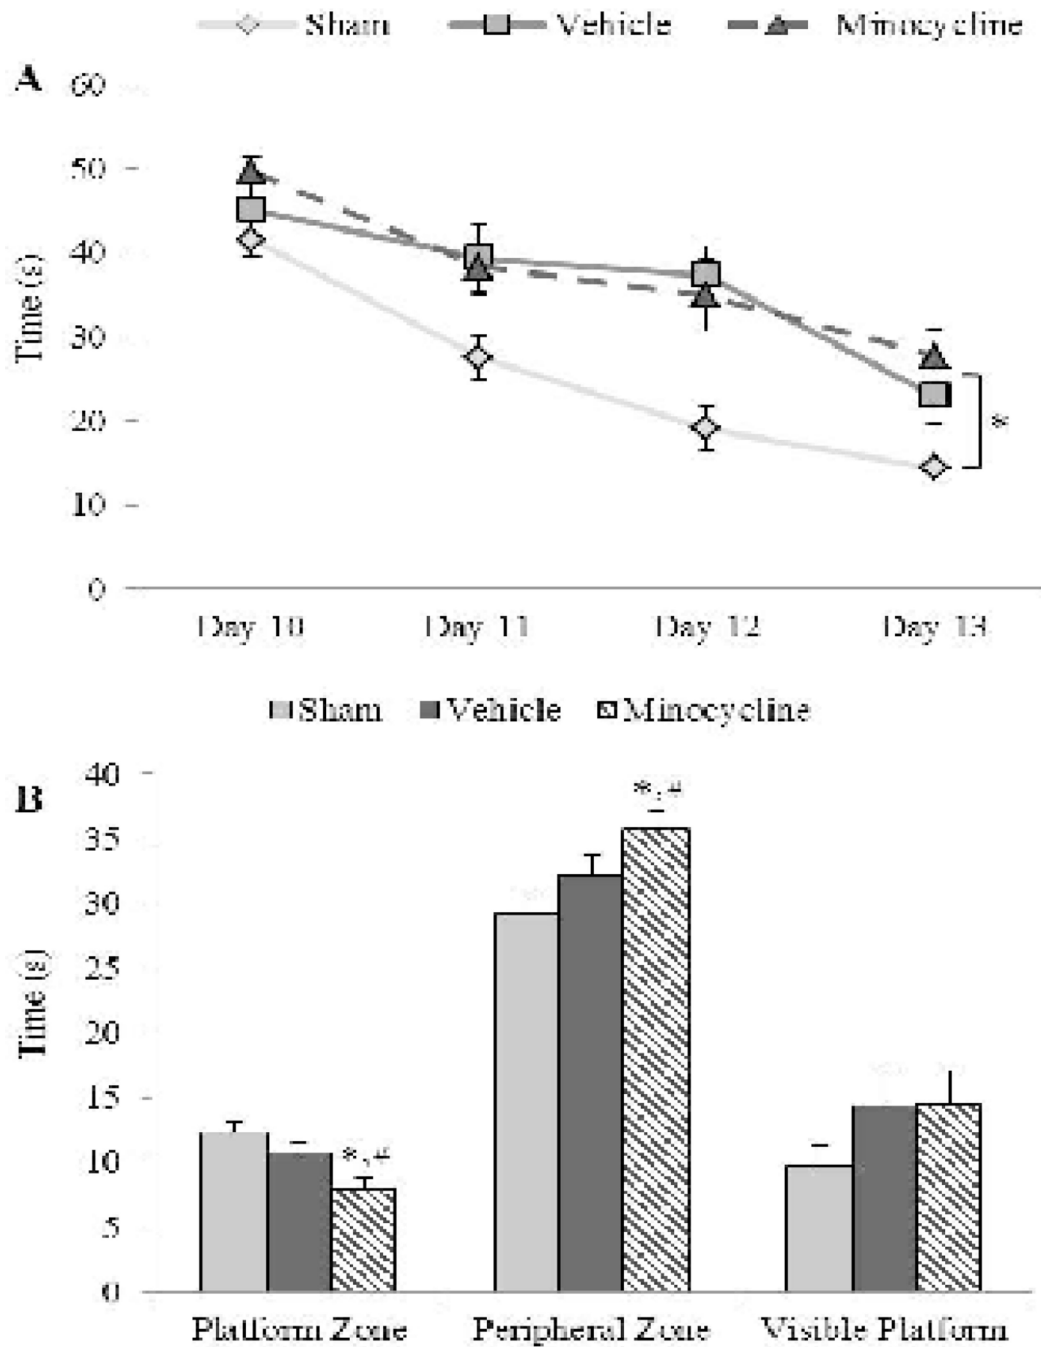 Sham Vehicle Minocycline
A
60
50
40
30
20
10
0
Time (s)
*
Day 10 Day 11 Day 12 Day 13
Sham Vehicle Minocycline
B
40
35
30
25
20
15
10
5
0
Time (s)
*,#
*,#
Platform Zone Peripheral Zone Visible Platform